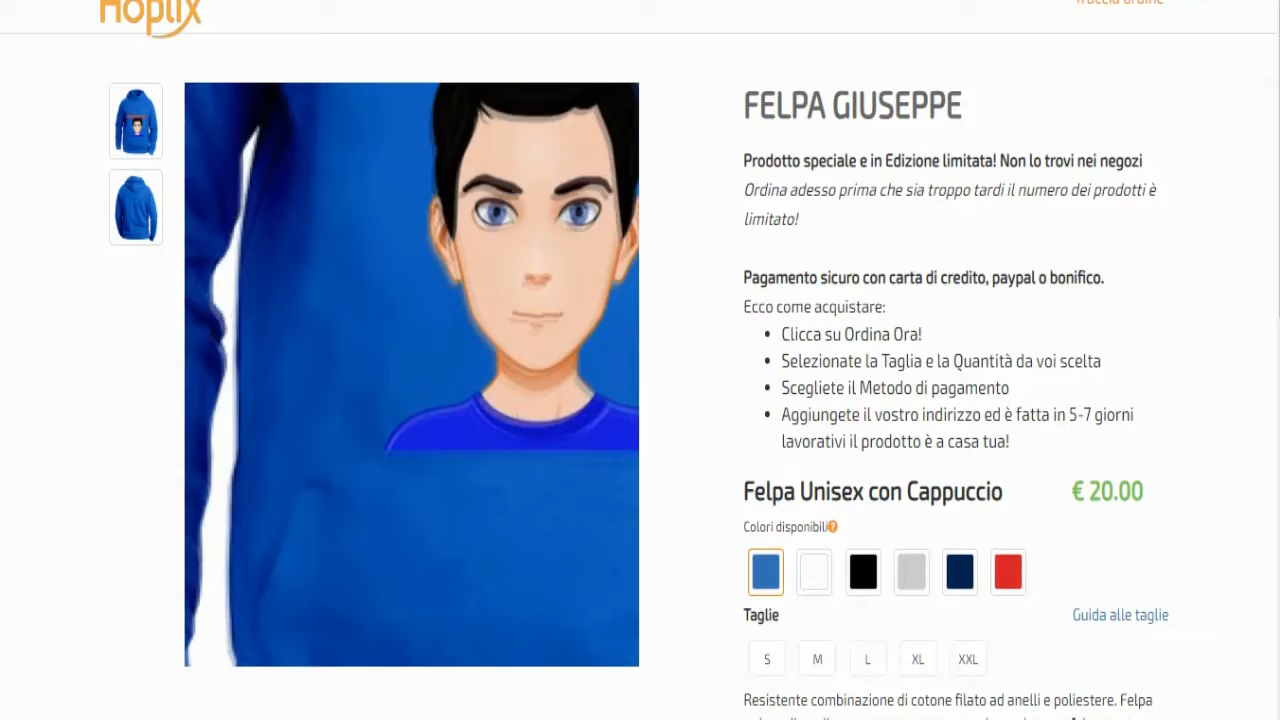 Hoplix
Traccia ordine
FELPA GIUSEPPE
Prodotto speciale e in Edizione limitata! Non lo trovi nei negozi
Ordina adesso prima che sia troppo tardi il numero dei prodotti è
limitato!
Pagamento sicuro con carta di credito, paypal o bonifico.
Ecco come acquistare:
• Clicca su Ordina Ora!
• Selezionate la Taglia e la Quantità da voi scelta
• Scegliete il Metodo di pagamento
• Aggiungete il vostro indirizzo ed è fatta in 5-7 giorni
lavorativi il prodotto è a casa tua!
Felpa Unisex con Cappuccio € 20.00
Colori disponibili?
Taglie Guida alle taglie
S M L XL XXL
Resistente combinazione di cotone filato ad anelli e poliestere. Felpa